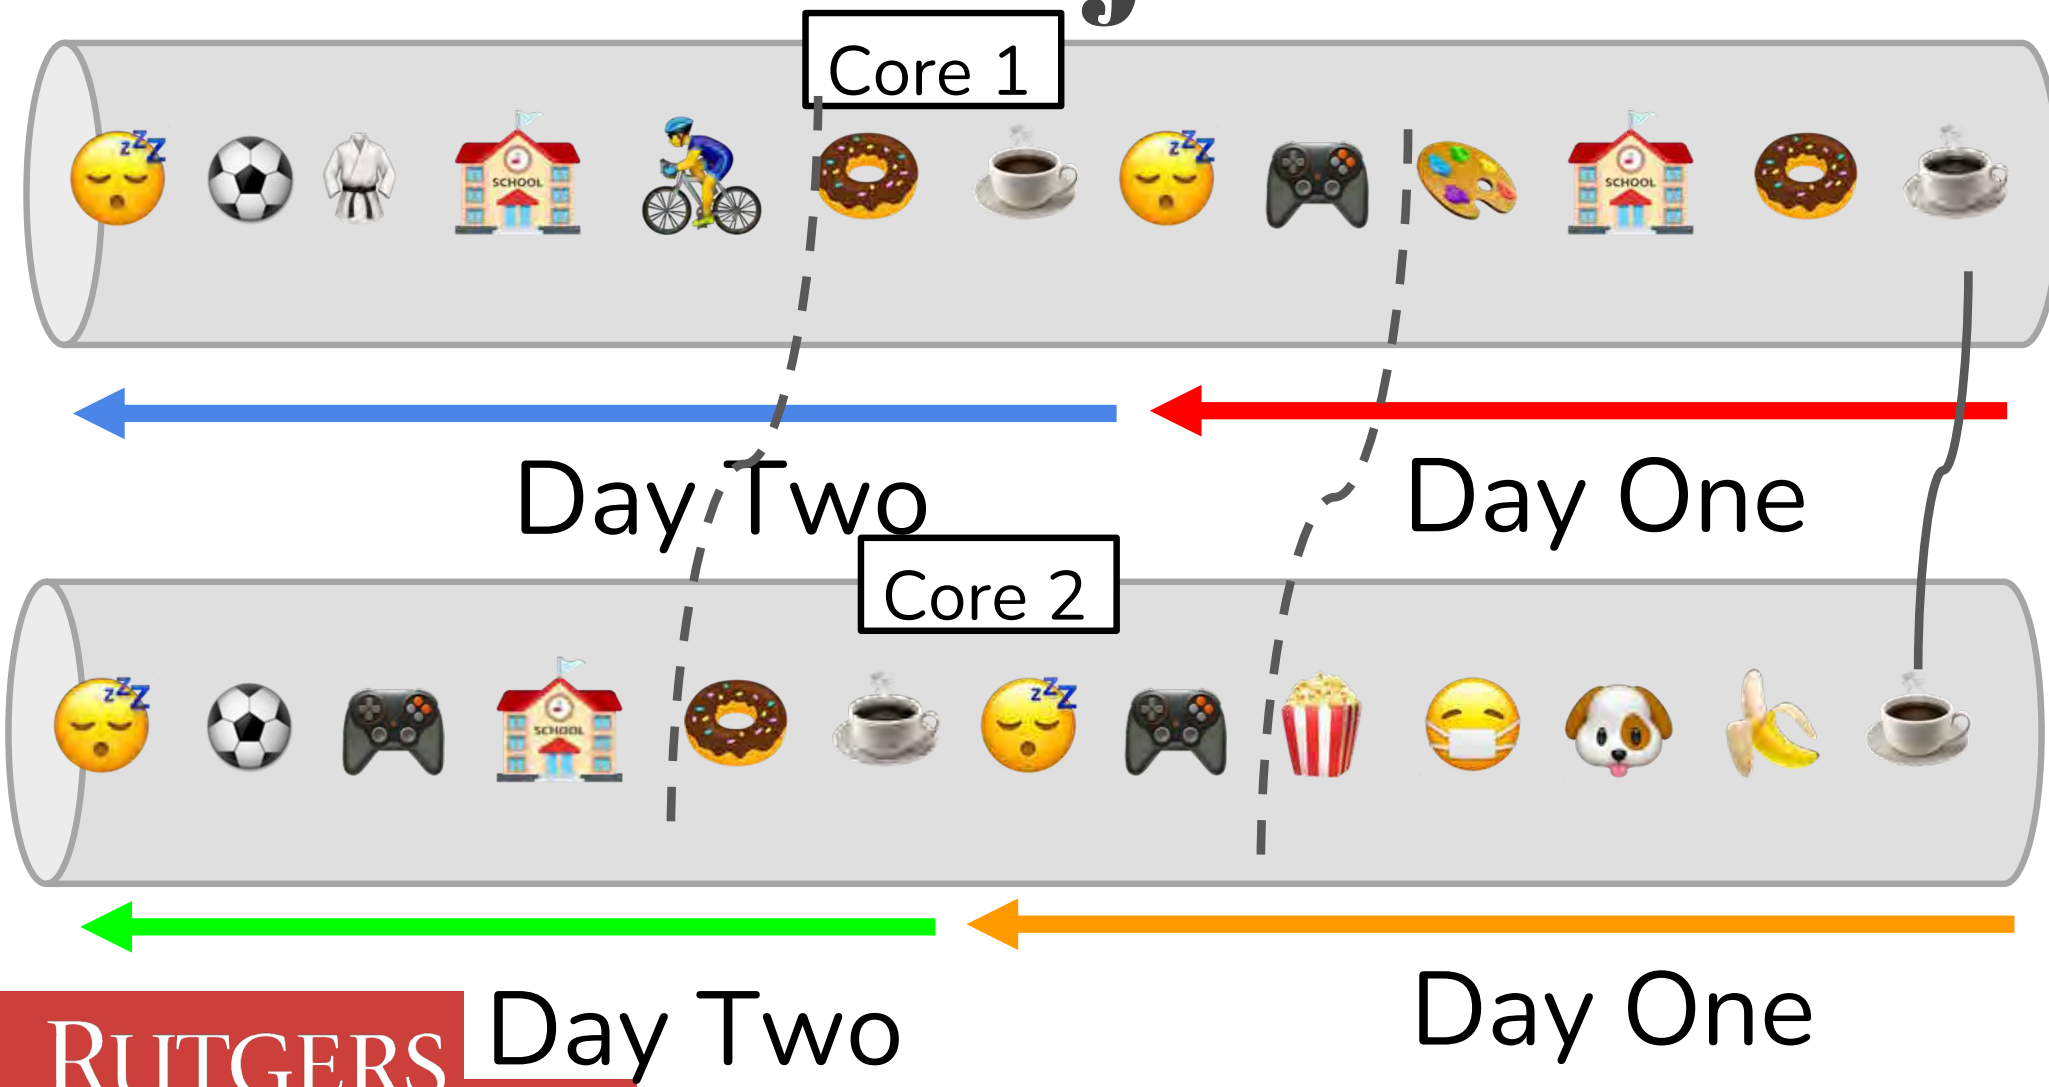 Core 1
SCHOOL
SCHOOL
Day Two
Day One
Core 2
SCHOOL
Day Two
Day One
RUTGERS